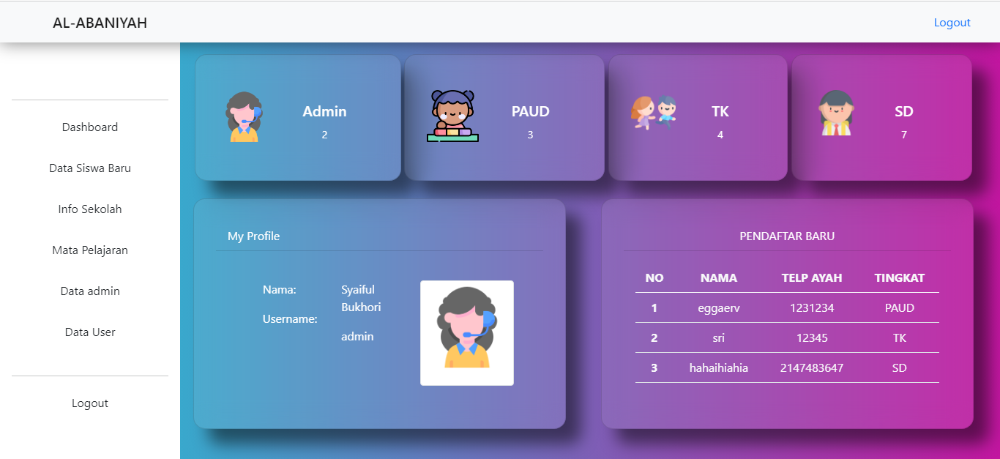 AL-ABANIYAH
Logout
Dashboard
Data Siswa Baru
Info Sekolah
Mata Pelajaran
Data admin
Data User
Logout
Admin
2
PAUD
3
TK
4
SD
7
My Profile
Nama:
Username:
Syaiful
Bukhori
admin
PENDAFTAR BARU
NO NAMA TELP AYAH TINGKAT
1 eggaerv 1231234 PAUD
2 sri 12345 TK
3 hahaihiahia 2147483647 SD